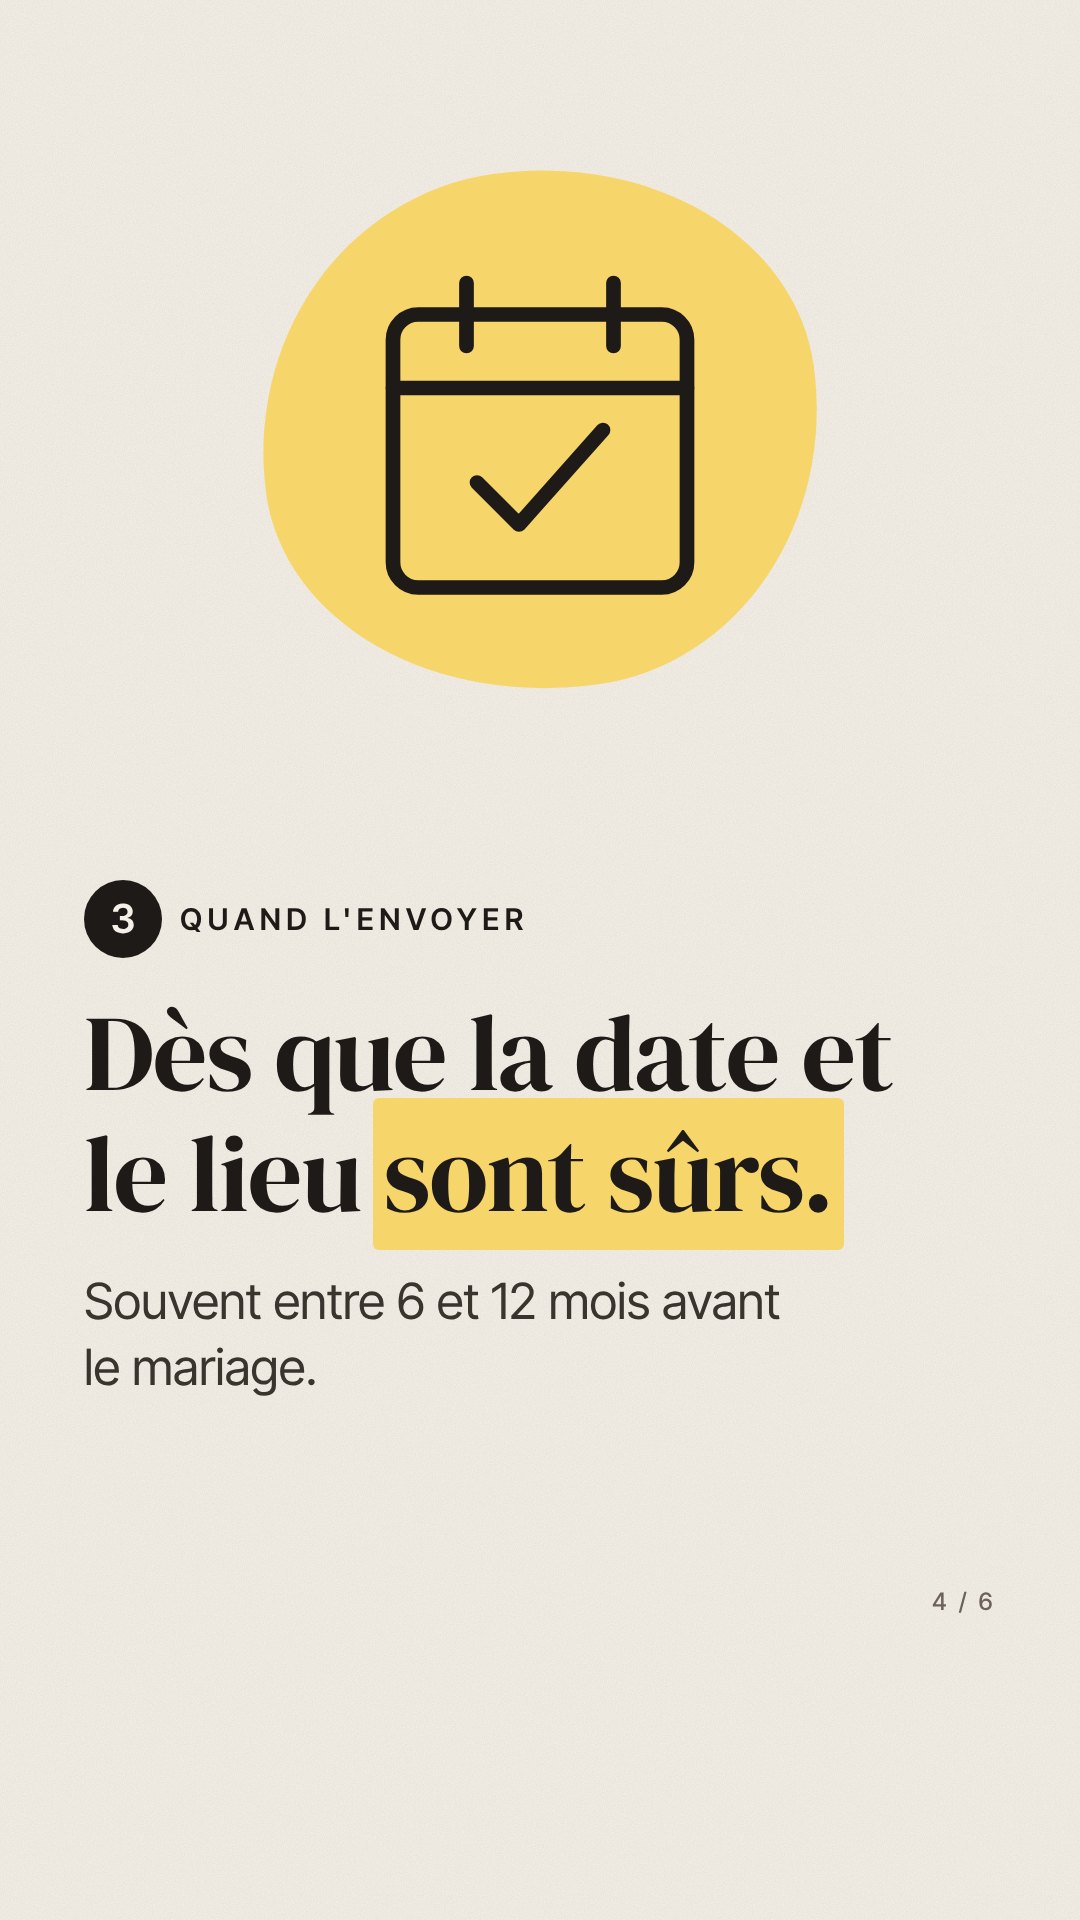 3 QUAND L'ENVOYER
Dès que la date et
le lieu sont sûrs.
Souvent entre 6 et 12 mois avant
le mariage.
4 / 6